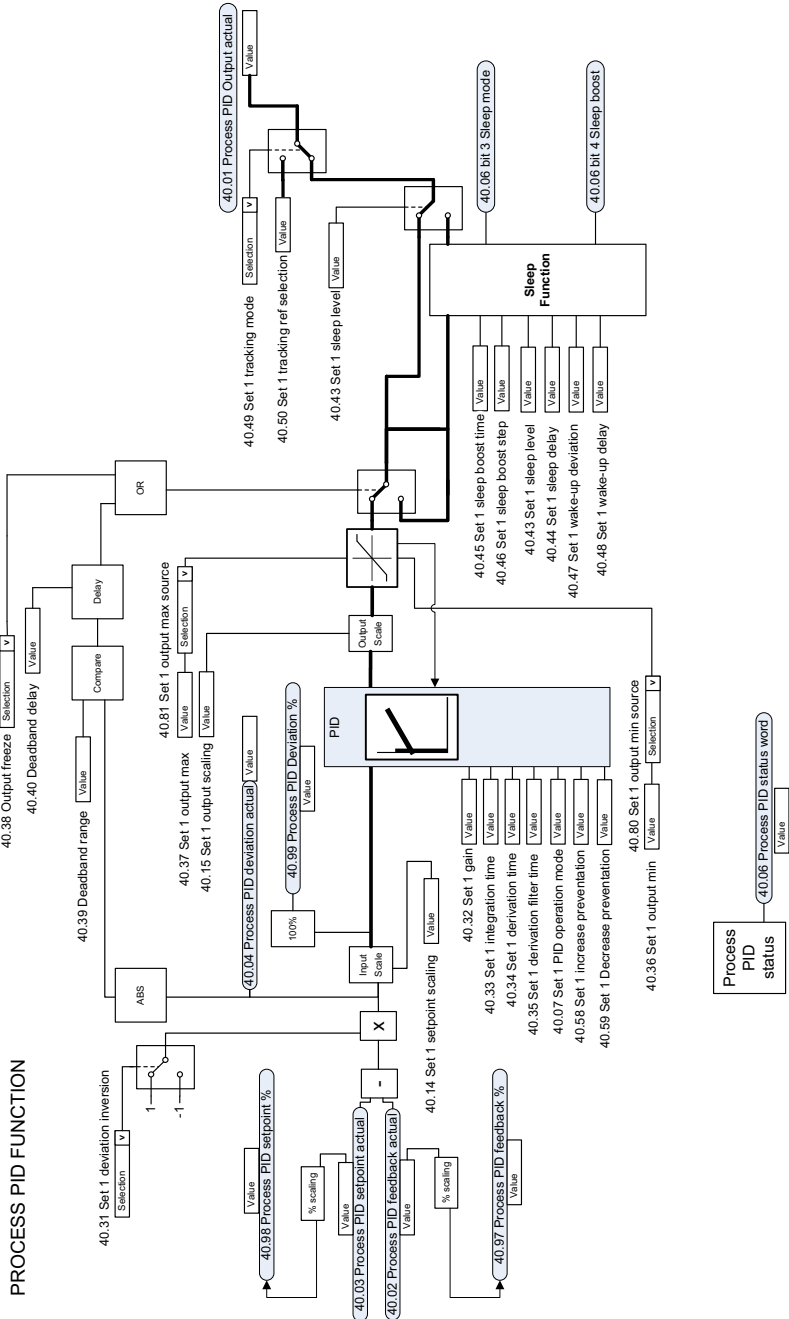 PROCESS PID FUNCTION
40.31 Set 1 deviation inversion
Selection
v
1
-1
ABS
40.38 Output freeze
Selection
v
40.40 Deadband delay
Value
40.39 Deadband range
Value
Compare
Delay
OR
40.04 Process PID deviation actual
Value
40.81 Set 1 output max source
40.37 Set 1 output max
Value
Selection
v
40.15 Set 1 output scaling
Value
40.49 Set 1 tracking mode
Selection
v
40.50 Set 1 tracking ref selection
Value
40.01 Process PID Output actual
Value
40.43 Set 1 sleep level
Value
Value
40.98 Process PID setpoint %
% scaling
Value
40.03 Process PID setpoint actual
40.02 Process PID feedback actual
Value
% scaling
40.97 Process PID feedback %
Value
-
X
Input
Scale
100%
40.99 Process PID Deviation %
Value
40.14 Set 1 setpoint scaling
Value
PID
Output
Scale
40.32 Set 1 gain
Value
40.33 Set 1 integration time
Value
40.34 Set 1 derivation time
Value
40.35 Set 1 derivation filter time
Value
40.07 Set 1 PID operation mode
Value
40.58 Set 1 increase preventation
Value
40.59 Set 1 Decrease preventation
Value
40.80 Set 1 output min source
40.36 Set 1 output min
Value
Selection
v
40.45 Set 1 sleep boost time
Value
40.46 Set 1 sleep boost step
Value
40.43 Set 1 sleep level
Value
40.44 Set 1 sleep delay
Value
40.47 Set 1 wake-up deviation
Value
40.48 Set 1 wake-up delay
Value
Sleep
Function
40.06 bit 3 Sleep mode
40.06 bit 4 Sleep boost
Process
PID
status
40.06 Process PID status word
Value